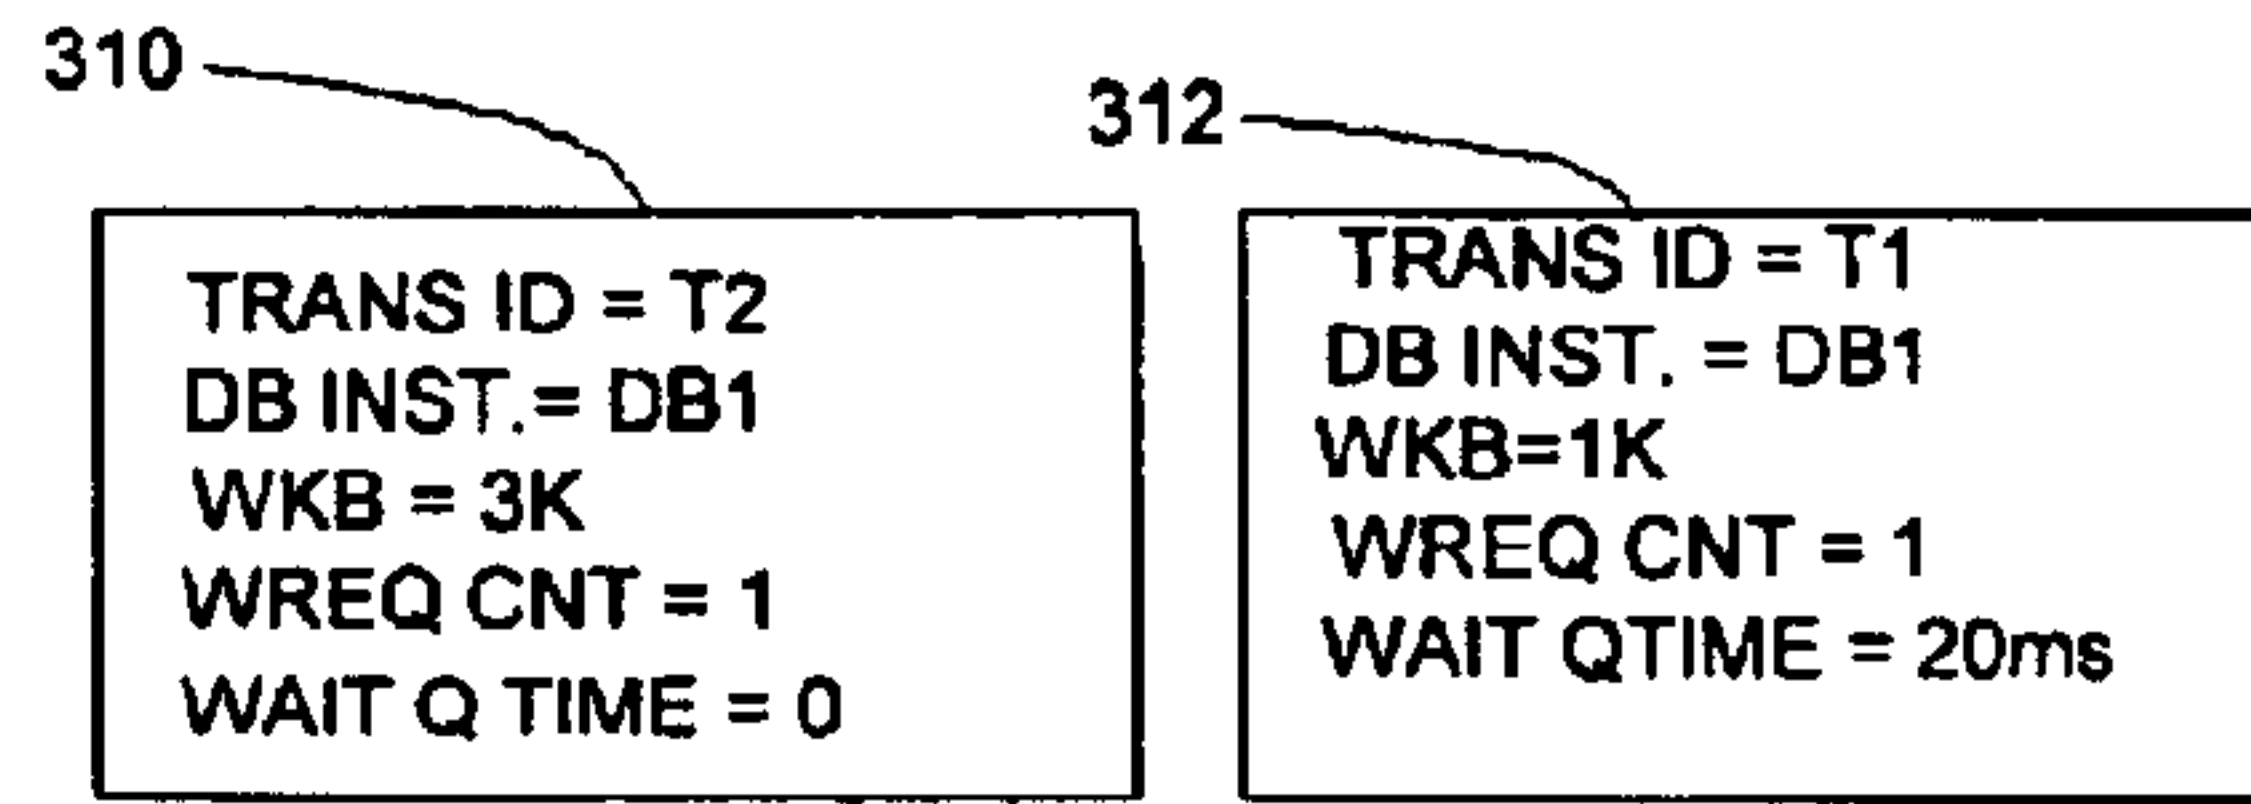 310
TRANS ID = T2
DB INST.= DB1
WKB = 3K
WREQ CNT = 1
WAIT Q TIME = 0
312
TRANS ID = T1
DB INST. = DB1
WKB=1K
WREQ CNT = 1
WAIT QTIME = 20ms